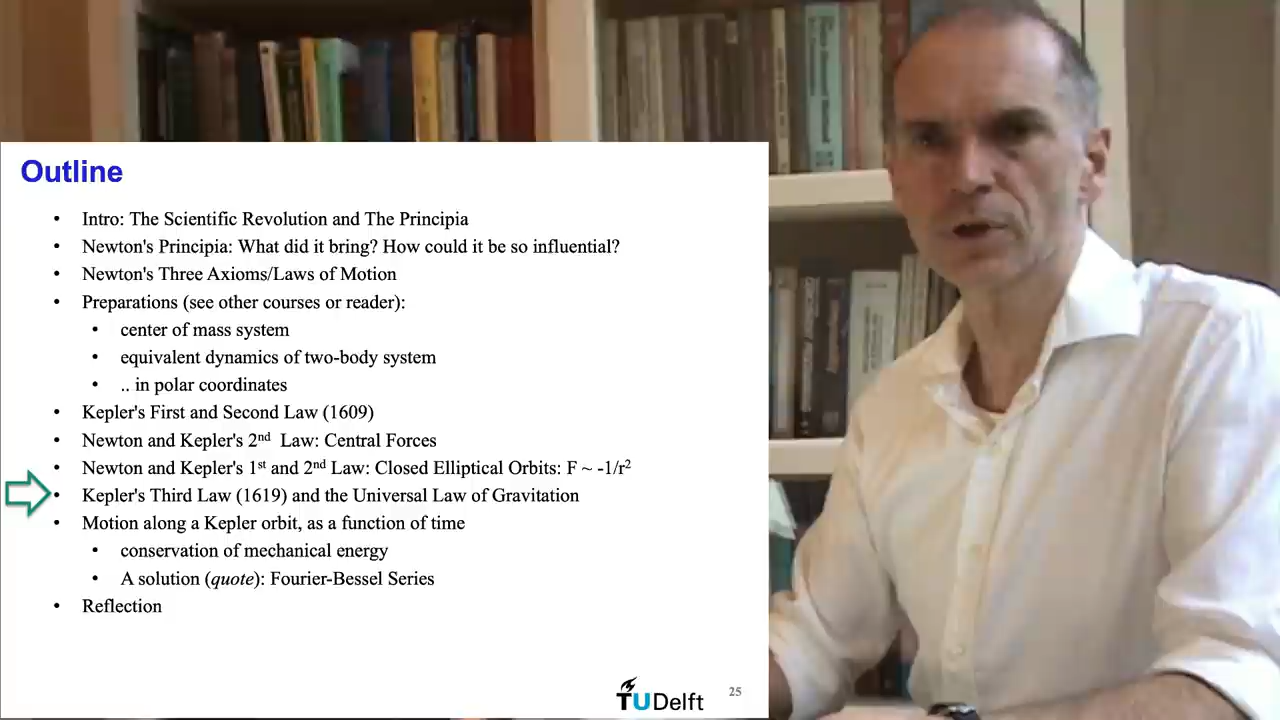 Outline
• Intro: The Scientific Revolution and The Principia
• Newton's Principia: What did it bring? How could it be so influential?
• Newton's Three Axioms/Laws of Motion
• Preparations (see other courses or reader):
• center of mass system
• equivalent dynamics of two-body system
• .. in polar coordinates
• Kepler's First and Second Law (1609)
• Newton and Kepler's 2nd Law: Central Forces
• Newton and Kepler's 1st and 2nd Law: Closed Elliptical Orbits: F ~ -1/r²
• Kepler's Third Law (1619) and the Universal Law of Gravitation
• Motion along a Kepler orbit, as a function of time
• conservation of mechanical energy
• A solution (quote): Fourier-Bessel Series
• Reflection
TUDelft
25